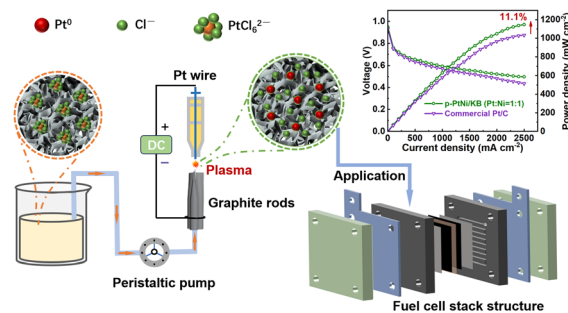 Pt⁰
Cl⁻
PtCl₆²⁻
Pt wire
+
DC
−
Plasma
Graphite rods
Peristaltic pump
Application
Fuel cell stack structure
11.1%
Voltage (V)
1.0
0.8
0.6
0.4
0.2
0.0
Power density (mW cm⁻²)
1200
1000
800
600
400
200
0
p-PtNi/KB (Pt:Ni=1:1)
Commercial Pt/C
0 500 1000 1500 2000 2500
Current density (mA cm⁻²)